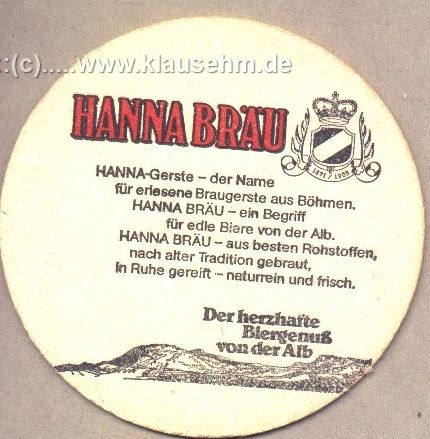 ::(c).....www.klausehm.de
HANNA BRÄU
1871/1905
HANNA-Gerste – der Name
für erlesene Braugerste aus Böhmen.
HANNA BRÄU – ein Begriff
für edle Biere von der Alb.
HANNA BRÄU – aus besten Rohstoffen,
nach alter Tradition gebraut,
In Ruhe gereift – naturrein und frisch.
Der herzhafte
Biergenuß
von der Alb